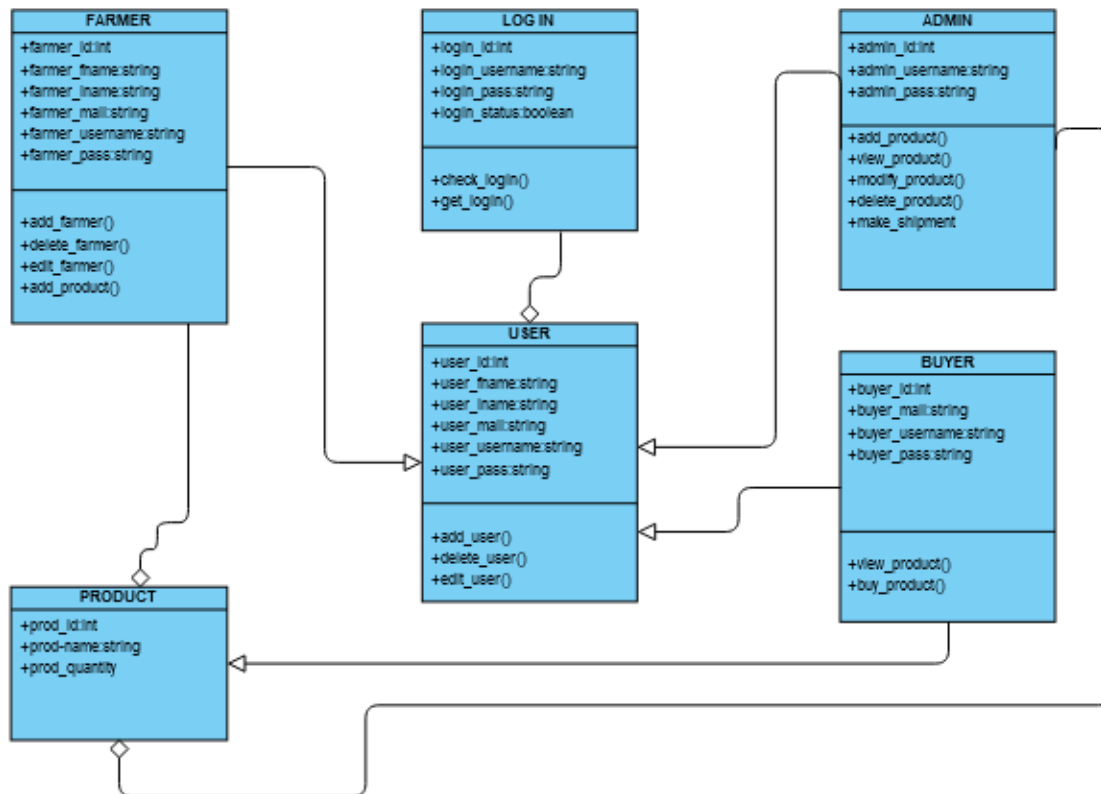 FARMER
+farmer_id:int
+farmer_fname:string
+farmer_lname:string
+farmer_mail:string
+farmer_username:string
+farmer_pass:string
+add_farmer()
+delete_farmer()
+edit_farmer()
+add_product()
LOG IN
+login_id:int
+login_username:string
+login_pass:string
+login_status:boolean
+check_login()
+get_login()
ADMIN
+admin_id:int
+admin_username:string
+admin_pass:string
+add_product()
+view_product()
+modify_product()
+delete_product()
+make_shipment
USER
+user_id:int
+user_fname:string
+user_lname:string
+user_mail:string
+user_username:string
+user_pass:string
+add_user()
+delete_user()
+edit_user()
BUYER
+buyer_id:int
+buyer_mail:string
+buyer_username:string
+buyer_pass:string
+view_product()
+buy_product()
PRODUCT
+prod_id:int
+prod-name:string
+prod_quantity